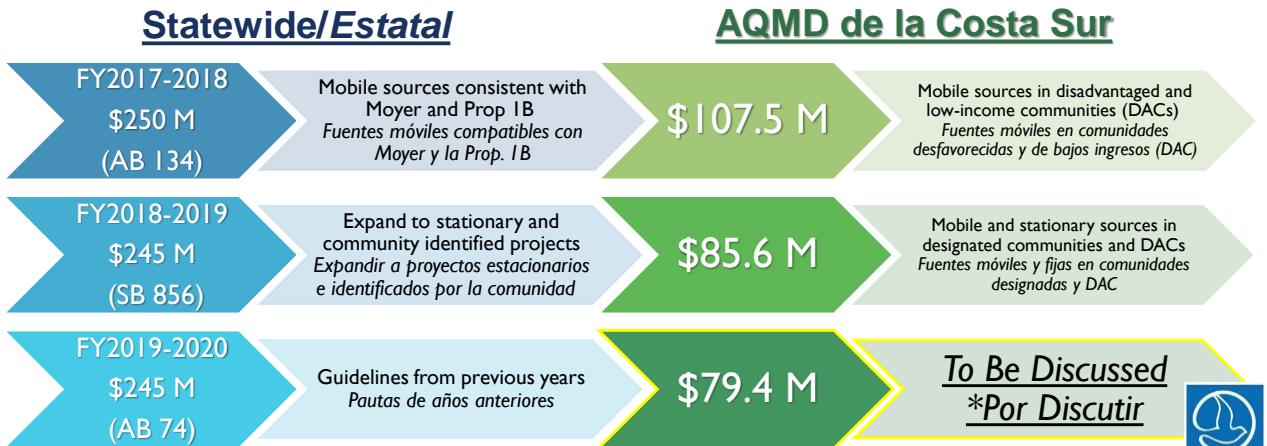 Statewide/Estatal
AQMD de la Costa Sur
FY2017-2018
$250 M
(AB 134)
Mobile sources consistent with
Moyer and Prop 1B
Fuentes móviles compatibles con
Moyer y la Prop. 1B
$107.5 M
Mobile sources in disadvantaged and
low-income communities (DACs)
Fuentes móviles en comunidades
desfavorecidas y de bajos ingresos (DAC)
FY2018-2019
$245 M
(SB 856)
Expand to stationary and
community identified projects
Expandir a proyectos estacionarios
e identificados por la comunidad
$85.6 M
Mobile and stationary sources in
designated communities and DACs
Fuentes móviles y fijas en comunidades
designadas y DAC
FY2019-2020
$245 M
(AB 74)
Guidelines from previous years
Pautas de años anteriores
$79.4 M
To Be Discussed
*Por Discutir